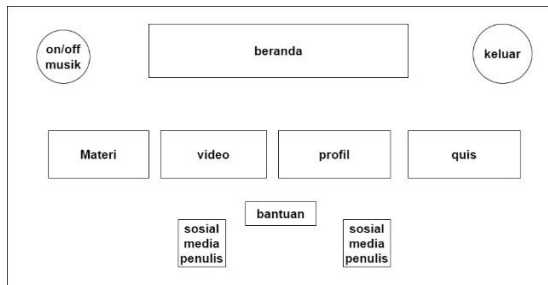 on/off
musik
beranda
keluar
Materi
video
profil
quis
bantuan
sosial
media
penulis
sosial
media
penulis